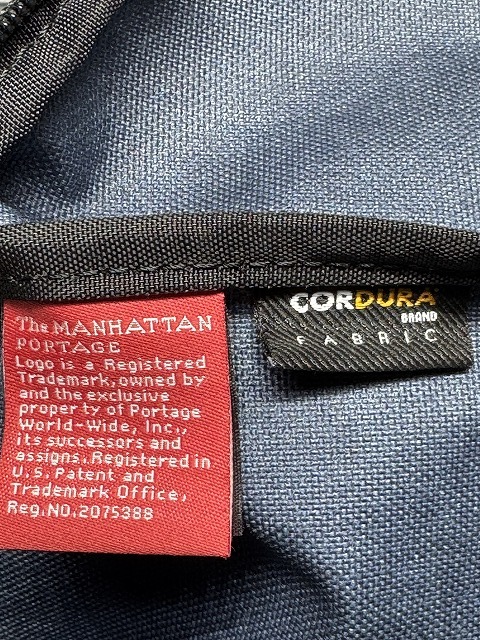 The MANHATTAN
PORTAGE
Logo is a Registered
Trademark, owned by
and the exclusive
property of Portage
World-Wide, Inc.,
its successors and
assigns. Registered in
U.S. Patent and
Trademark Office,
Reg.NO.2075388
CORDURA®
BRAND
FABRIC